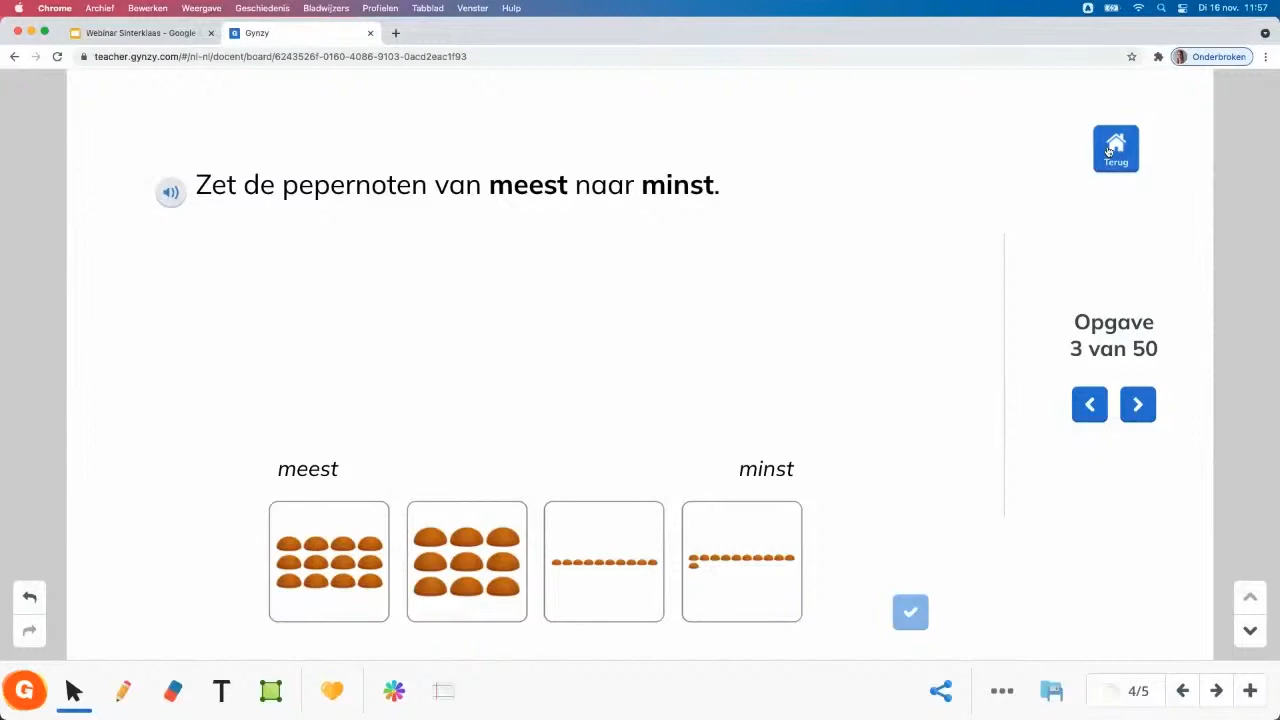 Chrome Archief Bewerken Weergave Geschiedenis Bladwijzers Profielen Tabblad Venster Hulp Di 16 nov. 11:57
Webinar Sinterklaas - Google Gynzy
teacher.gynzy.com/#/nl-nl/docent/board/6243526f-0160-4086-9103-0acd2eac1f93 Onderbroken
Terug
Zet de pepernoten van meest naar minst.
Opgave
3 van 50
meest minst
G T 4/5